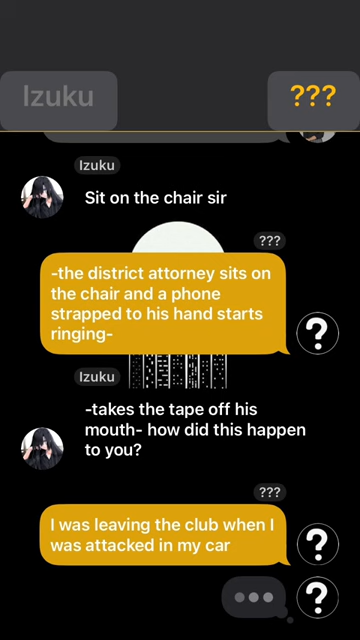 Izuku
???
Izuku
Sit on the chair sir
???
-the district attorney sits on
the chair and a phone
strapped to his hand starts
ringing-
?
Izuku
-takes the tape off his
mouth- how did this happen
to you?
???
I was leaving the club when I
was attacked in my car
?
?